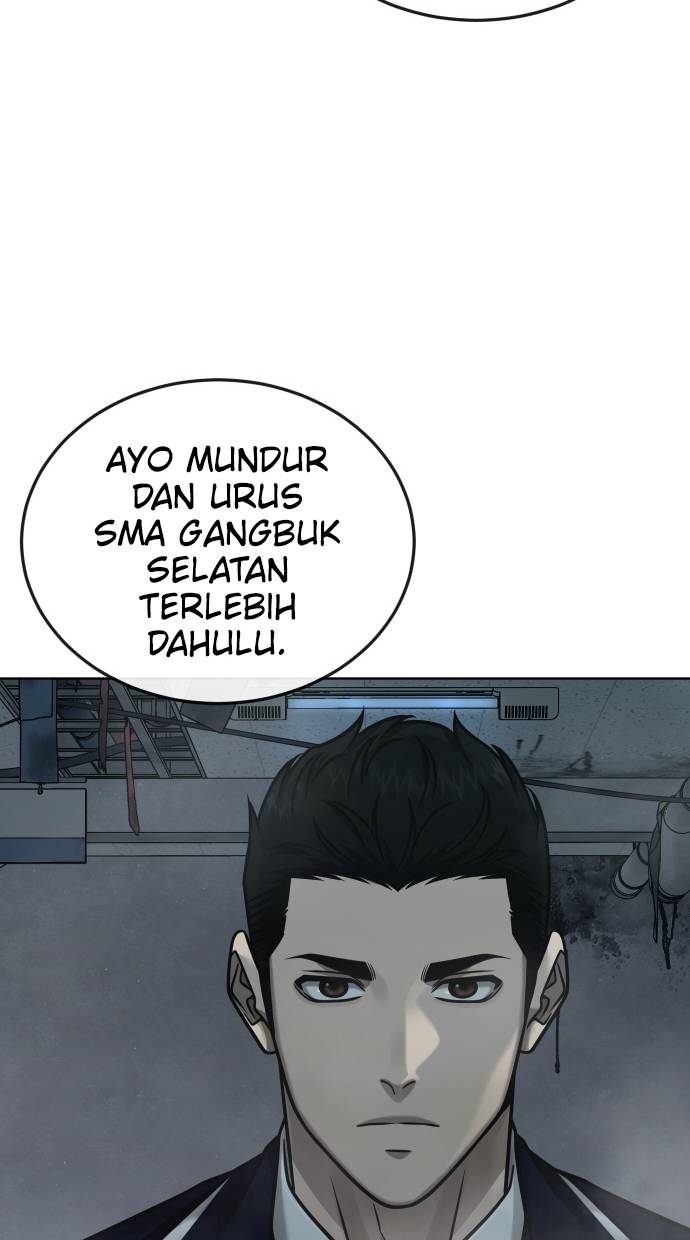 AYO MUNDUR
DAN URUS
SMA GANGBUK
SELATAN
TERLEBIH
DAHULU.